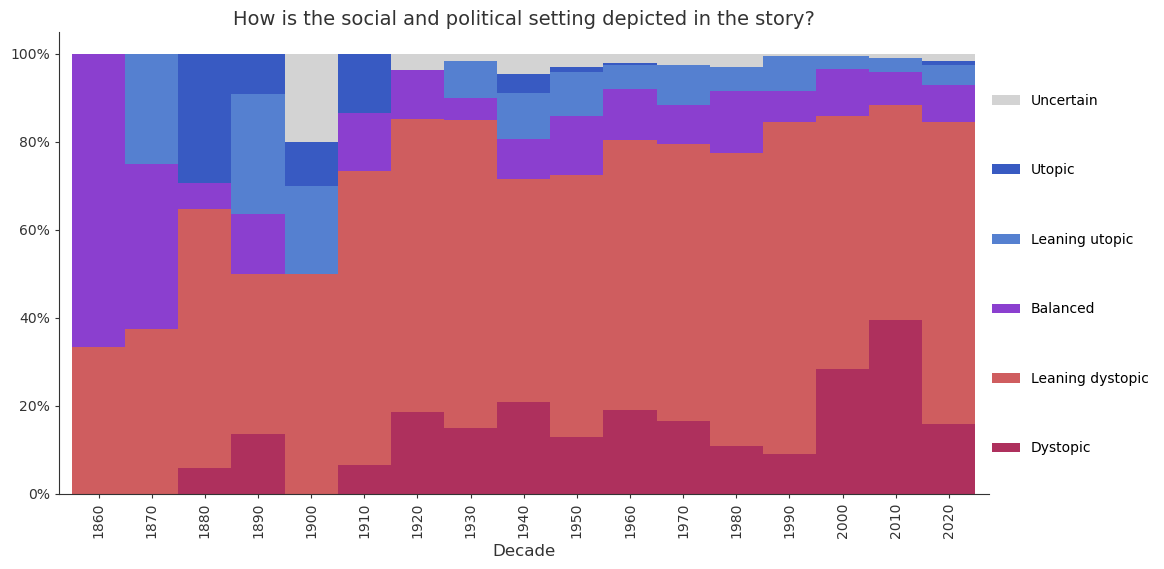 How is the social and political setting depicted in the story?
100%
80%
60%
40%
20%
0%
1860
1870
1880
1890
1900
1910
1920
1930
1940
1950
1960
1970
1980
1990
2000
2010
2020
Decade
Uncertain
Utopic
Leaning utopic
Balanced
Leaning dystopic
Dystopic